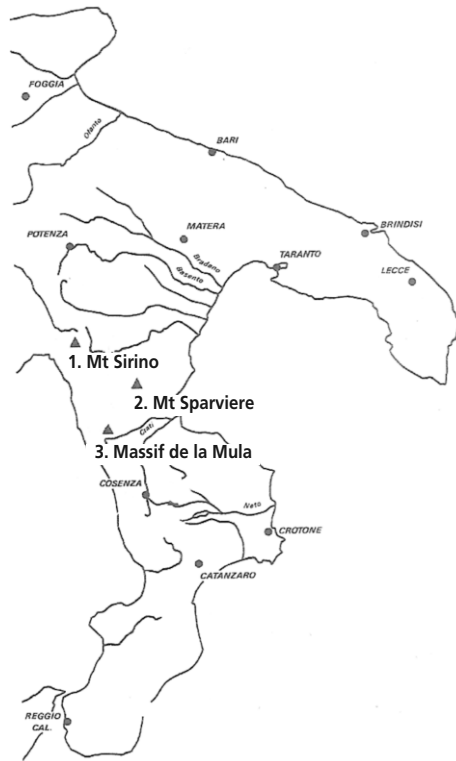 FOGGIA
Ofanto
BARI
MATERA
BRINDISI
POTENZA
Bradano
TARANTO
Basento
LECCE
1. Mt Sirino
2. Mt Sparviere
Crati
3. Massif de la Mula
COSENZA
Neto
CROTONE
CATANZARO
REGGIO
CAL.